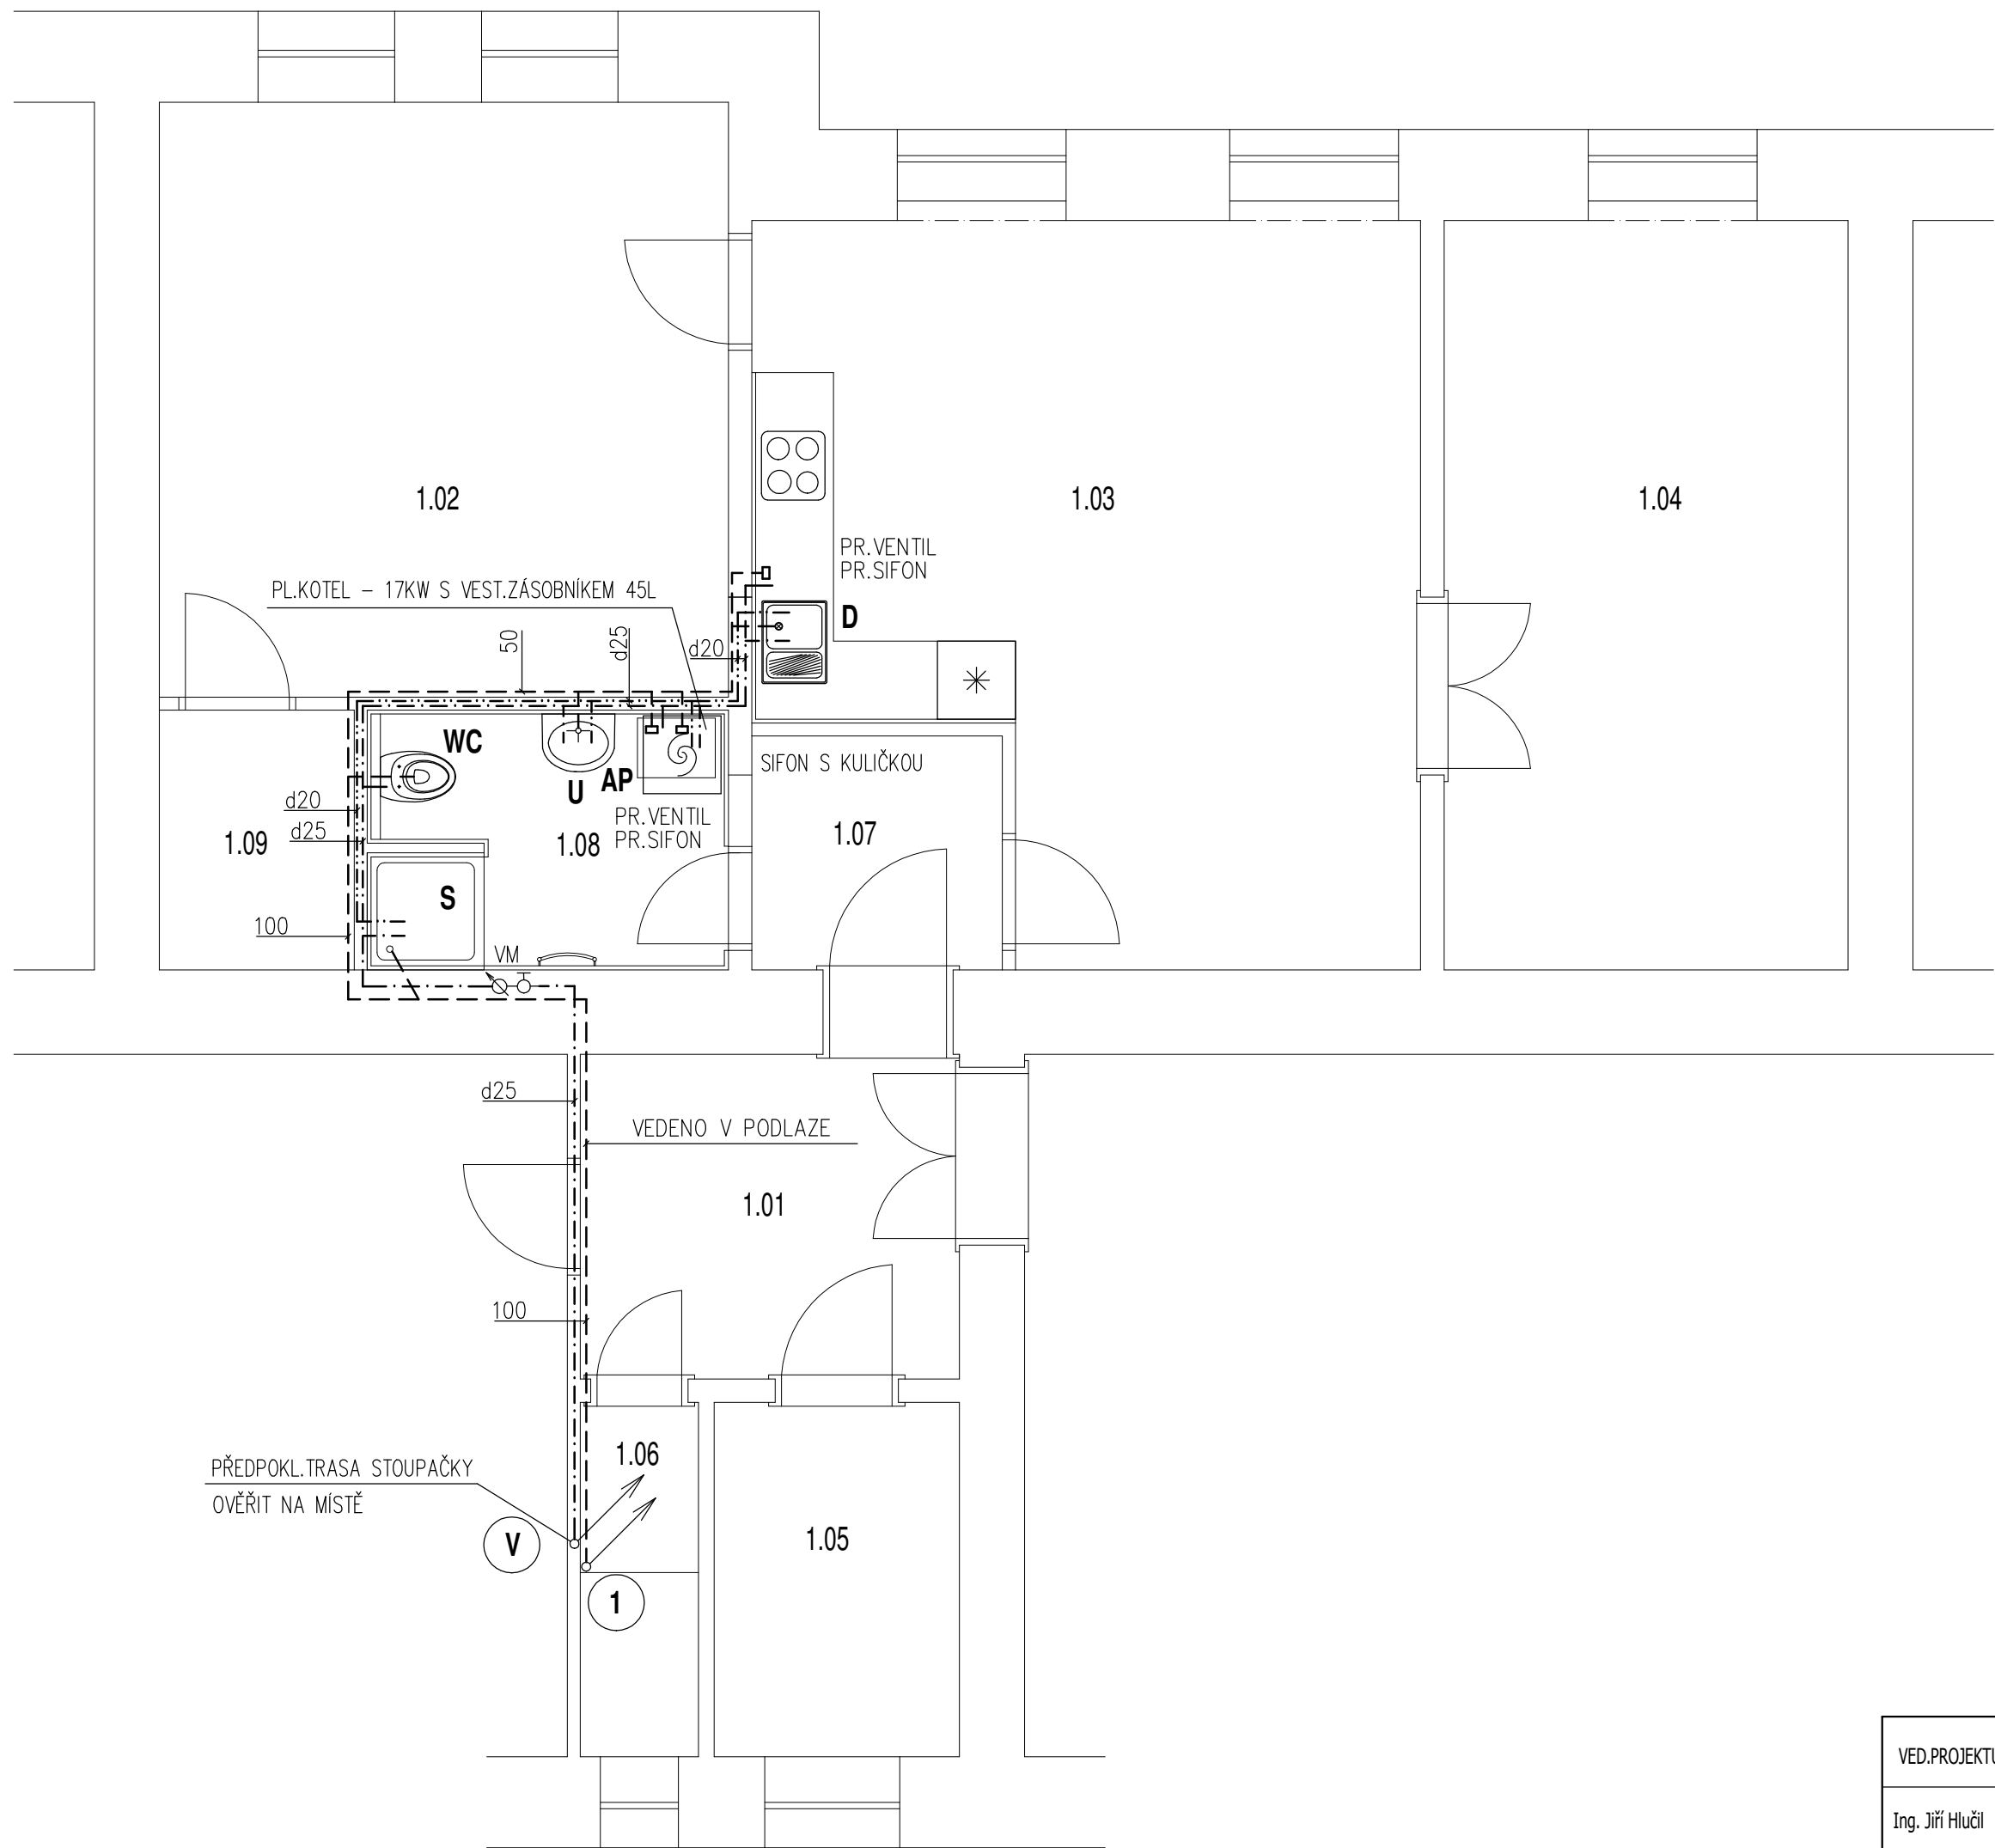 1.02
1.03
1.04
PR.VENTIL
PR.SIFON
PL.KOTEL – 17KW S VEST.ZÁSOBNÍKEM 45L
D
50
d25
d20
WC
SIFON S KULIČKOU
AP
U
d20
PR.VENTIL
PR.SIFON
d25
1.09
1.08
1.07
S
100
VM
d25
VEDENO V PODLAZE
1.01
100
1.06
PŘEDPOKL.TRASA STOUPAČKY
OVĚŘIT NA MÍSTĚ
V
1.05
1
VED.PROJEKTU
Ing. Jiří Hlučil